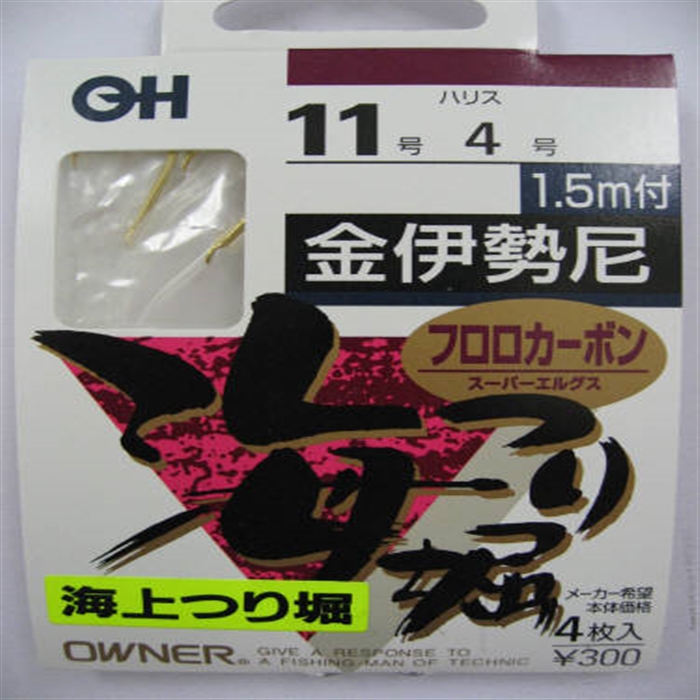 OH
ハリス
11号 4号
1.5m付
金伊勢尼
フロロカーボン
スーパーエルグス
海上つり堀
海上つり堀
メーカー希望
本体価格
4枚入
¥300
OWNER® GIVE A RESPONSE TO
A FISHING-MAN OF TECHNIC